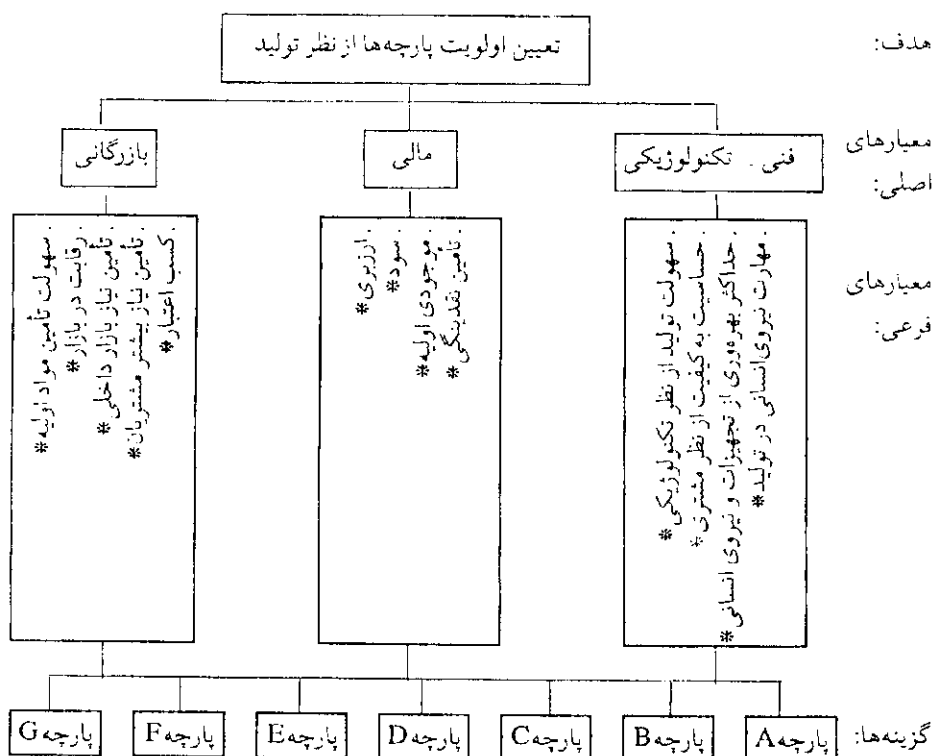 هدف:
تعیین اولویت پارچه‌ها از نظر تولید
معیارهای
اصلی:
فنی . تکنولوژیکی
مالی
بازرگانی
معیارهای
فرعی:
. مهارت نیروی انسانی در تولید*
. حداکثر بهره‌وری از تجهیزات و نیروی انسانی*
. حساسیت به کیفیت از نظر مشتری*
. سهولت تولید از نظر تکنولوژیکی*
. تأمین نقدینگی*
. موجودی اولیه*
. سود*
. ارزبری*
. کسب اعتبار*
. تأمین نیاز بیشتر مشتریان*
. تأمین نیاز بازار داخلی*
. رقابت در بازار*
. سهولت تأمین مواد اولیه*
گزینه‌ها:
پارچه A
پارچه B
پارچه C
پارچه D
پارچه E
پارچه F
پارچه G